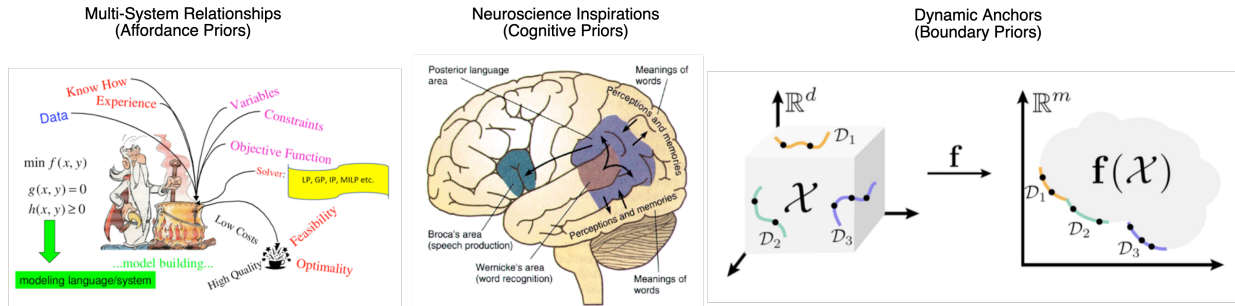 Multi-System Relationships
(Affordance Priors)
Know How
Experience
Data
Variables
Constraints
Objective Function
Solver:
LP, GP, IP, MILP etc.
min f (x, y)
g(x, y) = 0
h(x, y) ≥ 0
Low Costs
Feasibility
Optimality
High Quality
...model building...
modeling language/system
Neuroscience Inspirations
(Cognitive Priors)
Posterior language
area
Meanings of
words
Perceptions and memories
Broca's area
(speech production)
Perceptions and memories
Wernicke's area
(word recognition)
Meanings of
words
Dynamic Anchors
(Boundary Priors)
ℝᵈ
𝒟₁
𝒳
𝒟₂
𝒟₃
f
ℝᵐ
f(𝒳)
𝒟₁
𝒟₂
𝒟₃